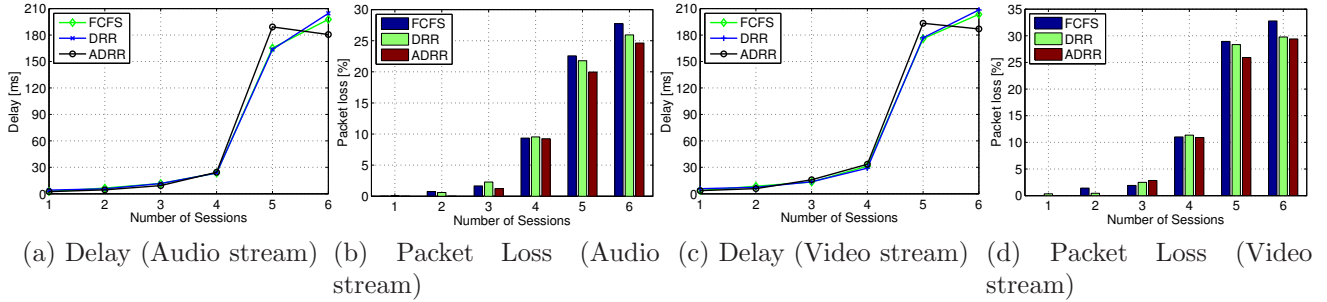 210
180
150
120
90
60
30
0
Delay [ms]
FCFS
DRR
ADRR
1 2 3 4 5 6
Number of Sessions
30
25
20
15
10
5
0
Packet loss [%]
FCFS
DRR
ADRR
1 2 3 4 5 6
Number of Sessions
210
180
150
120
90
60
30
0
Delay [ms]
FCFS
DRR
ADRR
1 2 3 4 5 6
Number of Sessions
35
30
25
20
15
10
5
0
Packet loss [%]
FCFS
DRR
ADRR
1 2 3 4 5 6
Number of Sessions
(a) Delay (Audio stream)
(b) Packet Loss (Audio
stream)
(c) Delay (Video stream)
(d) Packet Loss (Video
stream)